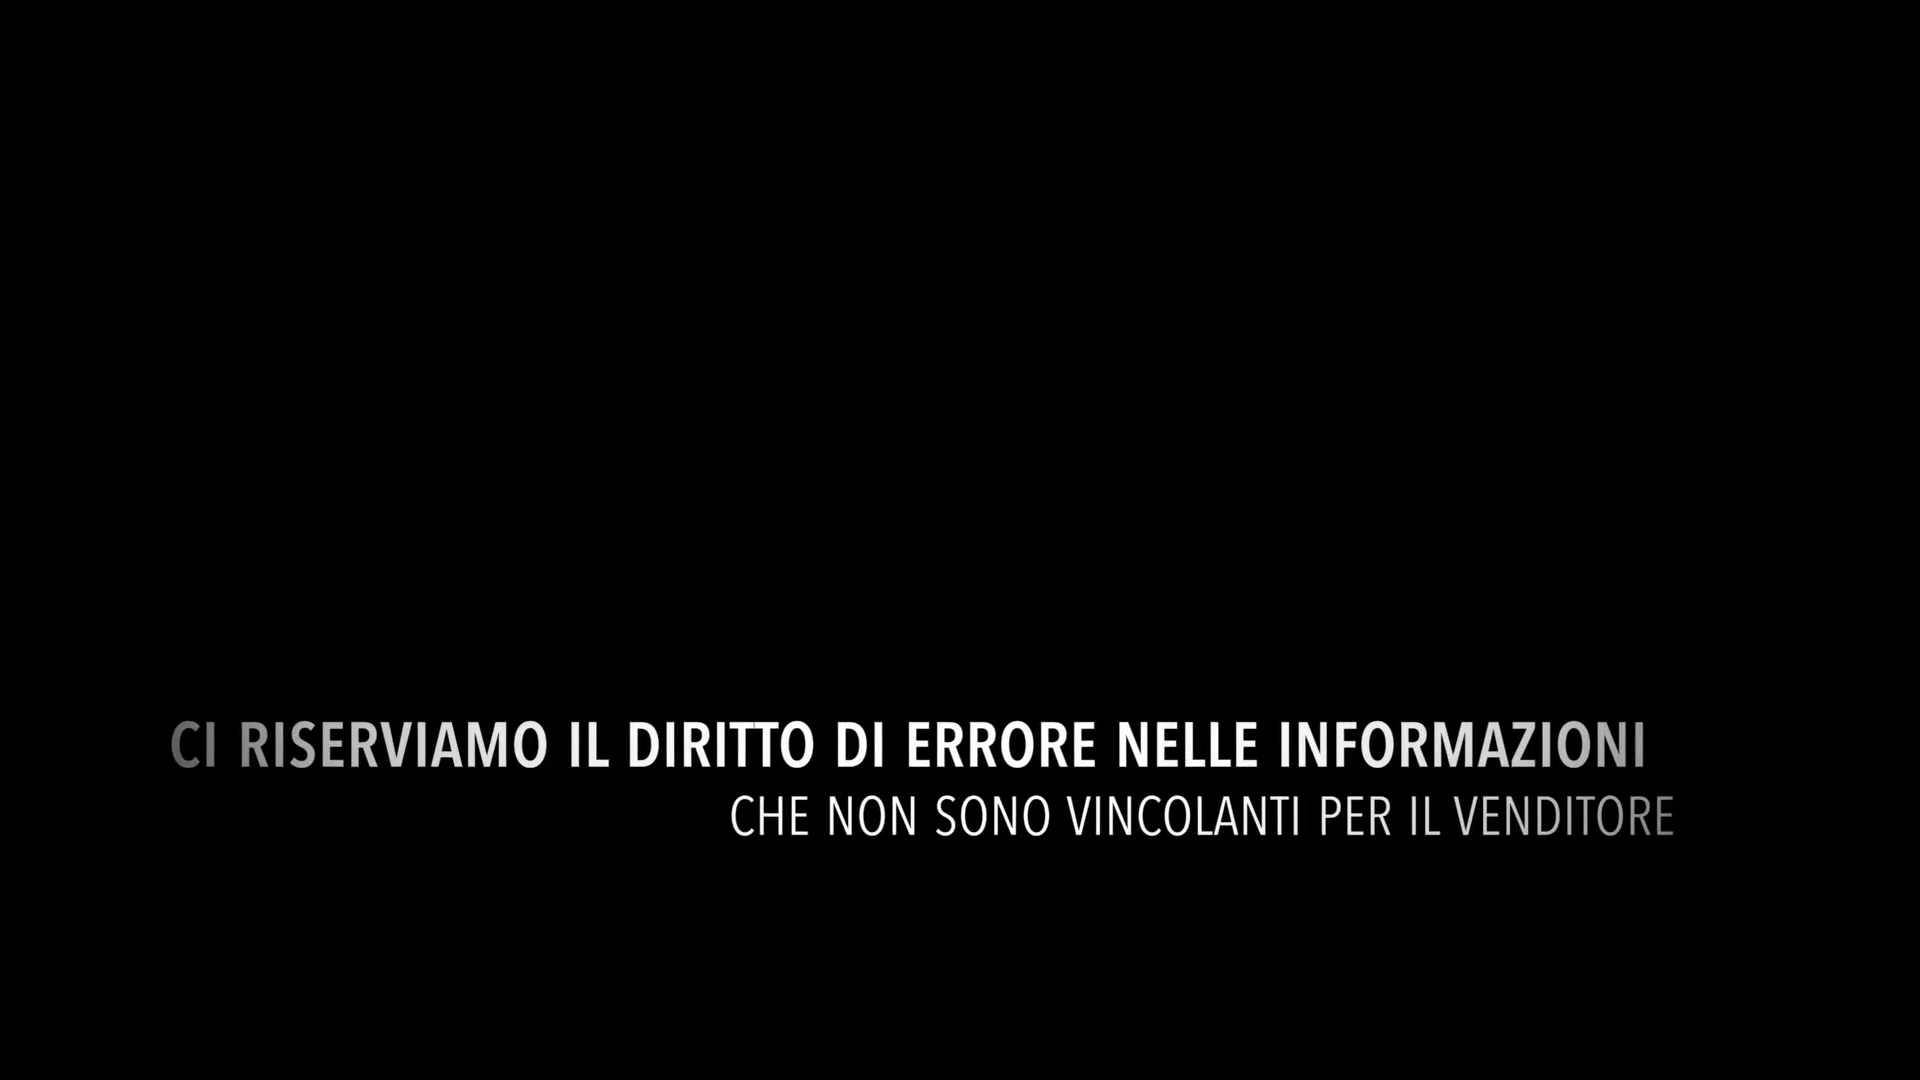 CI RISERVIAMO IL DIRITTO DI ERRORE NELLE INFORMAZIONI
CHE NON SONO VINCOLANTI PER IL VENDITORE